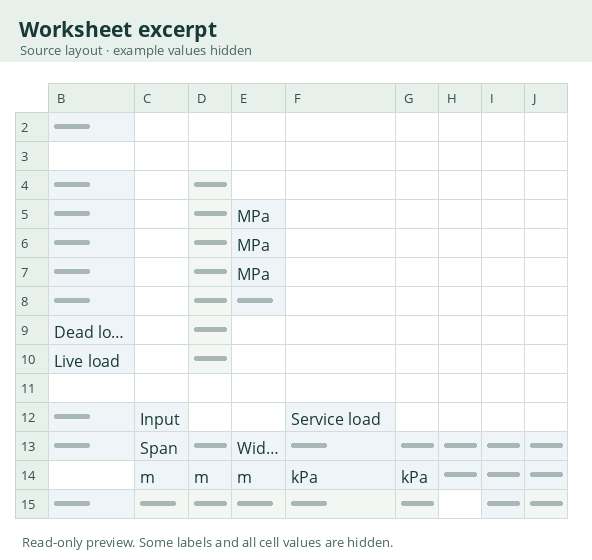 Worksheet excerpt
Source layout · example values hidden
B C D E F G H I J
2
3
4
5 MPa
6 MPa
7 MPa
8
9 Dead lo...
10 Live load
11
12 Input Service load
13 Span Wid...
14 m m m kPa kPa
15
Read-only preview. Some labels and all cell values are hidden.